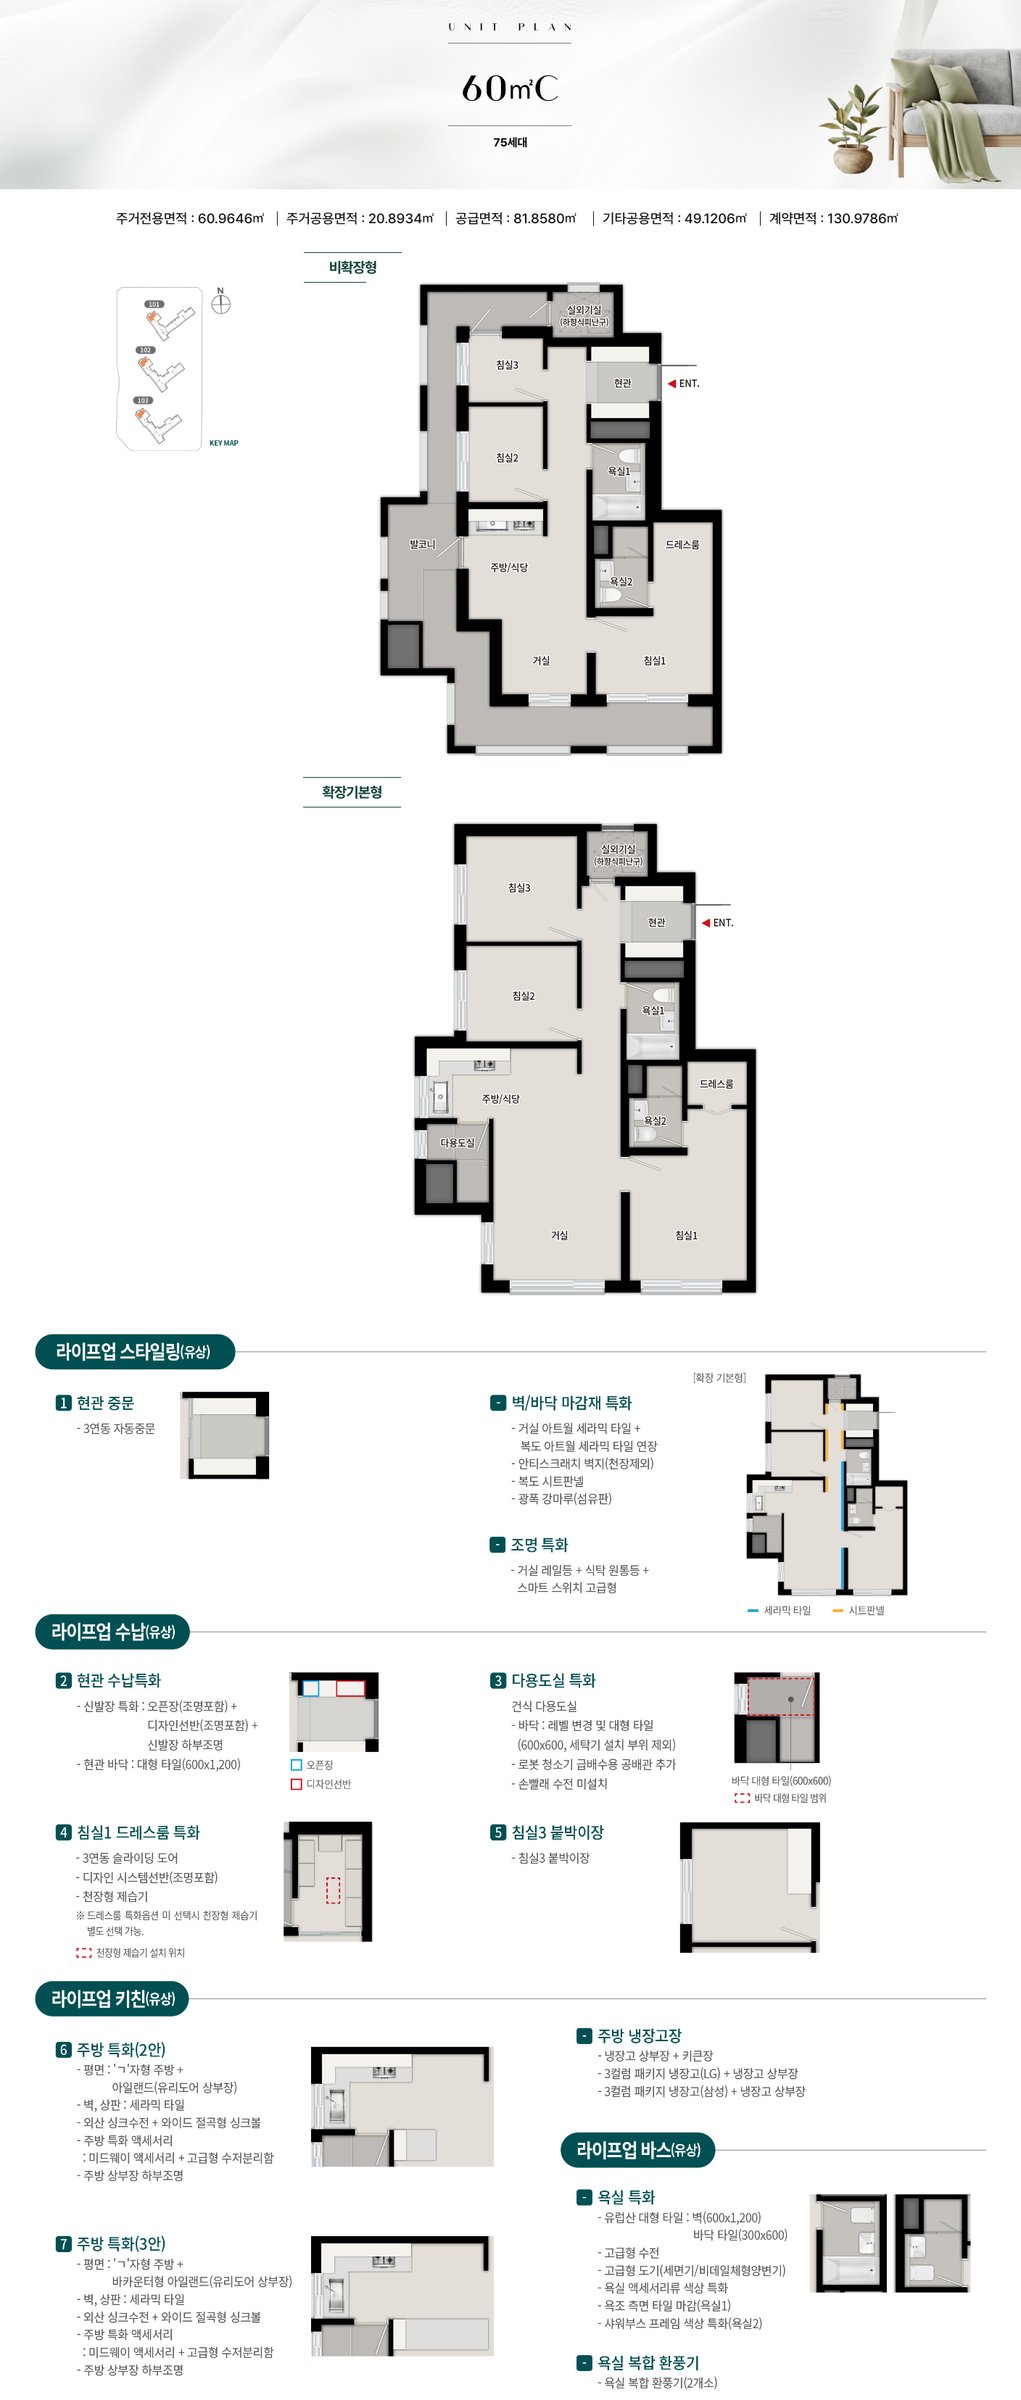 UNIT PLAN
60㎡C
75세대
주거전용면적 : 60.9646㎡ | 주거공용면적 : 20.8934㎡ | 공급면적 : 81.8580㎡ | 기타공용면적 : 49.1206㎡ | 계약면적 : 130.9786㎡
비확장형
N
101
102
103
KEY MAP
실외기실
(하향식피난구)
침실3
현관
ENT.
침실2
욕실1
발코니
주방/식당
드레스룸
욕실2
거실
침실1
확장기본형
실외기실
(하향식피난구)
침실3
현관
ENT.
침실2
욕실1
드레스룸
주방/식당
욕실2
다용도실
거실
침실1
라이프업 스타일링(유상)
1 현관 중문
- 3연동 자동중문
- 벽/바닥 마감재 특화
- 거실 아트월 세라믹 타일 +
복도 아트월 세라믹 타일 연장
- 안티스크래치 벽지(천장제외)
- 복도 시트판넬
- 광폭 강마루(섬유판)
- 조명 특화
- 거실 레일등 + 식탁 원통등 +
스마트 스위치 고급형
[확장 기본형]
세라믹 타일
시트판넬
라이프업 수납(유상)
2 현관 수납특화
- 신발장 특화 : 오픈장(조명포함) +
디자인선반(조명포함) +
신발장 하부조명
- 현관 바닥 : 대형 타일(600x1,200)
오픈장
디자인선반
3 다용도실 특화
건식 다용도실
- 바닥 : 레벨 변경 및 대형 타일
(600x600, 세탁기 설치 부위 제외)
- 로봇 청소기 급배수용 공배관 추가
- 손빨래 수전 미설치
바닥 대형 타일(600x600)
바닥 대형 타일 범위
4 침실1 드레스룸 특화
- 3연동 슬라이딩 도어
- 디자인 시스템선반(조명포함)
- 천장형 제습기
※ 드레스룸 특화옵션 미 선택시 천장형 제습기
별도 선택 가능.
천장형 제습기 설치 위치
5 침실3 붙박이장
- 침실3 붙박이장
라이프업 키친(유상)
6 주방 특화(2안)
- 평면 : 'ㄱ'자형 주방 +
아일랜드(유리도어 상부장)
- 벽, 상판 : 세라믹 타일
- 외산 싱크수전 + 와이드 절곡형 싱크볼
- 주방 특화 액세서리
: 미드웨이 액세서리 + 고급형 수저분리함
- 주방 상부장 하부조명
7 주방 특화(3안)
- 평면 : 'ㄱ'자형 주방 +
바카운터형 아일랜드(유리도어 상부장)
- 벽, 상판 : 세라믹 타일
- 외산 싱크수전 + 와이드 절곡형 싱크볼
- 주방 특화 액세서리
: 미드웨이 액세서리 + 고급형 수저분리함
- 주방 상부장 하부조명
- 주방 냉장고장
- 냉장고 상부장 + 키큰장
- 3컬럼 패키지 냉장고(LG) + 냉장고 상부장
- 3컬럼 패키지 냉장고(삼성) + 냉장고 상부장
라이프업 바스(유상)
- 욕실 특화
- 유럽산 대형 타일 : 벽(600x1,200)
바닥 타일(300x600)
- 고급형 수전
- 고급형 도기(세면기/비데일체형양변기)
- 욕실 액세서리류 색상 특화
- 욕조 측면 타일 마감(욕실1)
- 샤워부스 프레임 색상 특화(욕실2)
- 욕실 복합 환풍기
- 욕실 복합 환풍기(2개소)